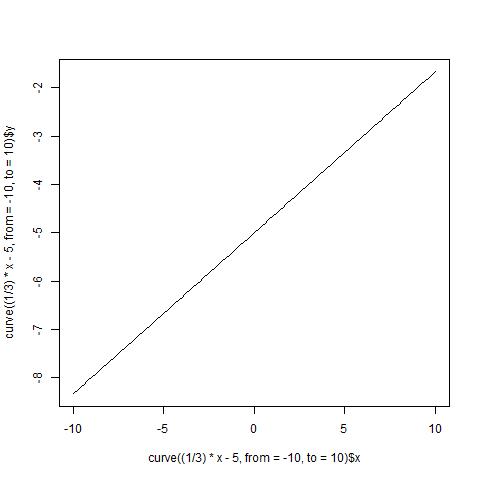 curve((1/3) * x - 5, from = -10, to = 10)$y
-2
-3
-4
-5
-6
-7
-8
-10 -5 0 5 10
curve((1/3) * x - 5, from = -10, to = 10)$x